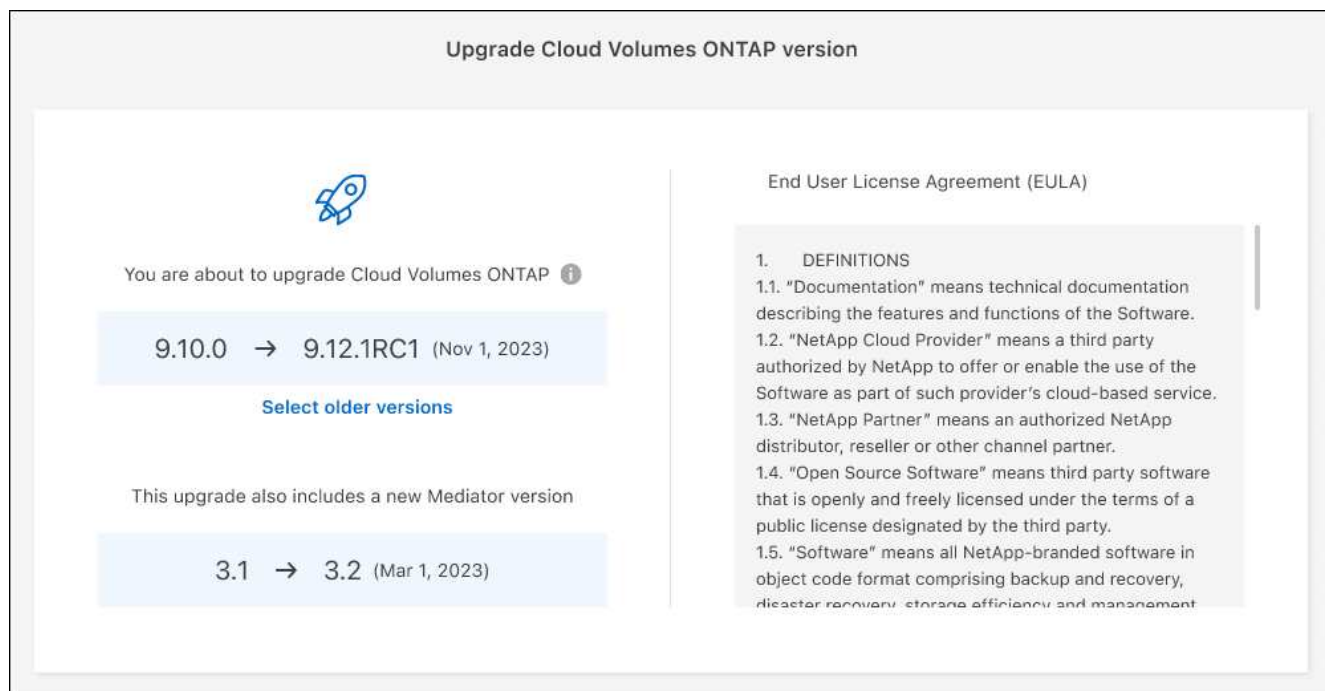 Upgrade Cloud Volumes ONTAP version
You are about to upgrade Cloud Volumes ONTAP
9.10.0 → 9.12.1RC1 (Nov 1, 2023)
Select older versions
This upgrade also includes a new Mediator version
3.1 → 3.2 (Mar 1, 2023)
End User License Agreement (EULA)
1. DEFINITIONS
1.1. “Documentation” means technical documentation
describing the features and functions of the Software.
1.2. “NetApp Cloud Provider” means a third party
authorized by NetApp to offer or enable the use of the
Software as part of such provider’s cloud-based service.
1.3. “NetApp Partner” means an authorized NetApp
distributor, reseller or other channel partner.
1.4. “Open Source Software” means third party software
that is openly and freely licensed under the terms of a
public license designated by the third party.
1.5. “Software” means all NetApp-branded software in
object code format comprising backup and recovery,
disaster recovery, storage efficiency and management